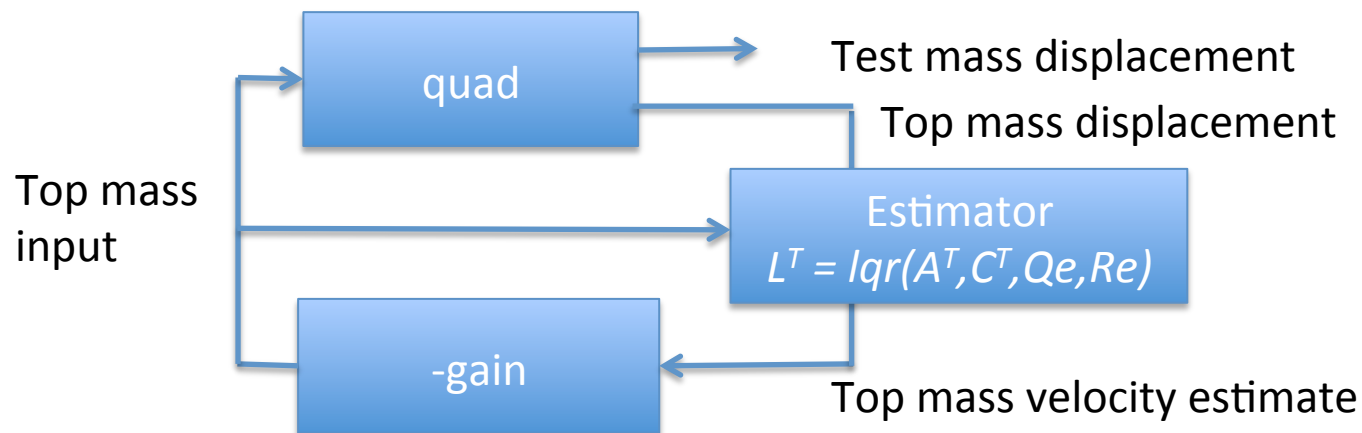 quad
Test mass displacement
Top mass displacement
Top mass
input
Estimator
L^T = lqr(A^T,C^T,Qe,Re)
-gain
Top mass velocity estimate